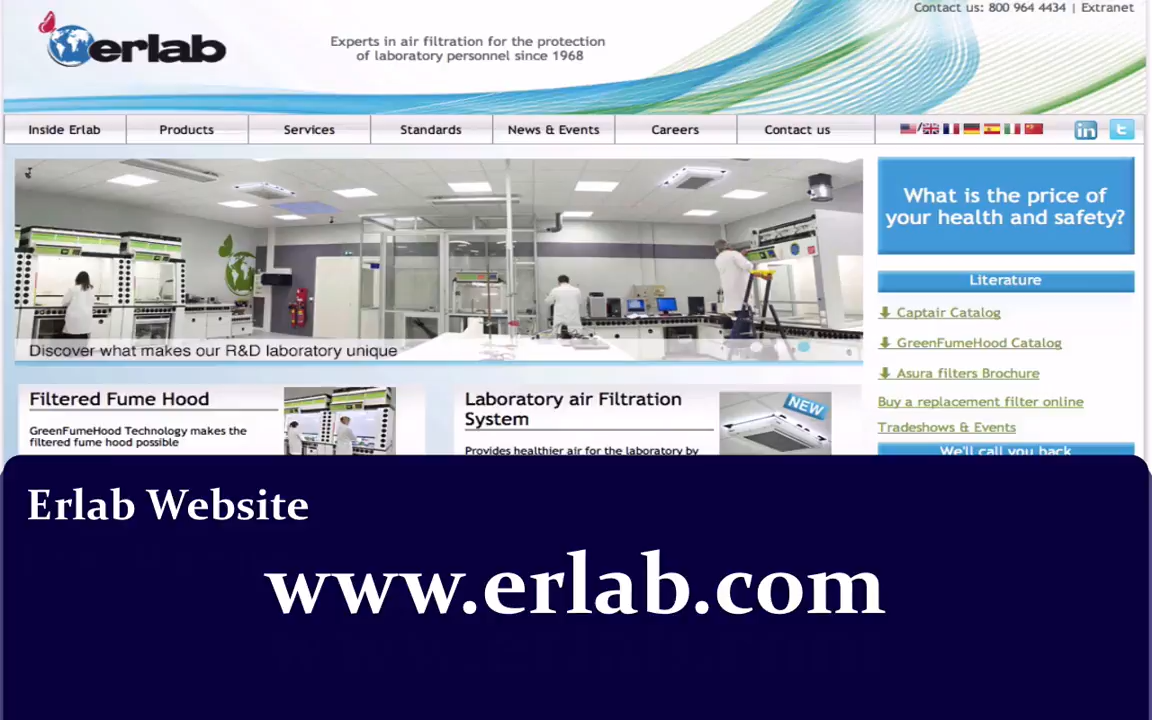 Contact us: 800 964 4434 | Extranet
erlab
Experts in air filtration for the protection
of laboratory personnel since 1968
Inside Erlab
Products
Services
Standards
News & Events
Careers
Contact us
/
in
t
What is the price of
your health and safety?
Discover what makes our R&D laboratory unique
Literature
Captair Catalog
GreenFumeHood Catalog
Asura filters Brochure
Buy a replacement filter online
Tradeshows & Events
We'll call you back
Filtered Fume Hood
GreenFumeHood Technology makes the
filtered fume hood possible
Laboratory air Filtration
System
Provides healthier air for the laboratory by
NEW
Erlab Website
www.erlab.com